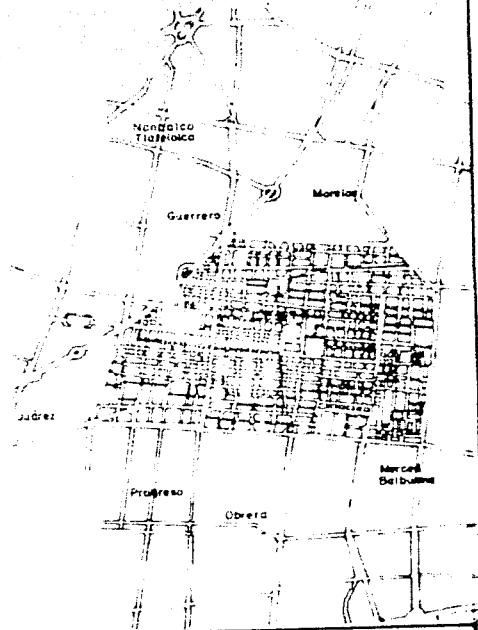 Nonoalco
Tlatelolco
Morelos
Guerrero
Juárez
Merced
Balbuena
Progreso
Obrera